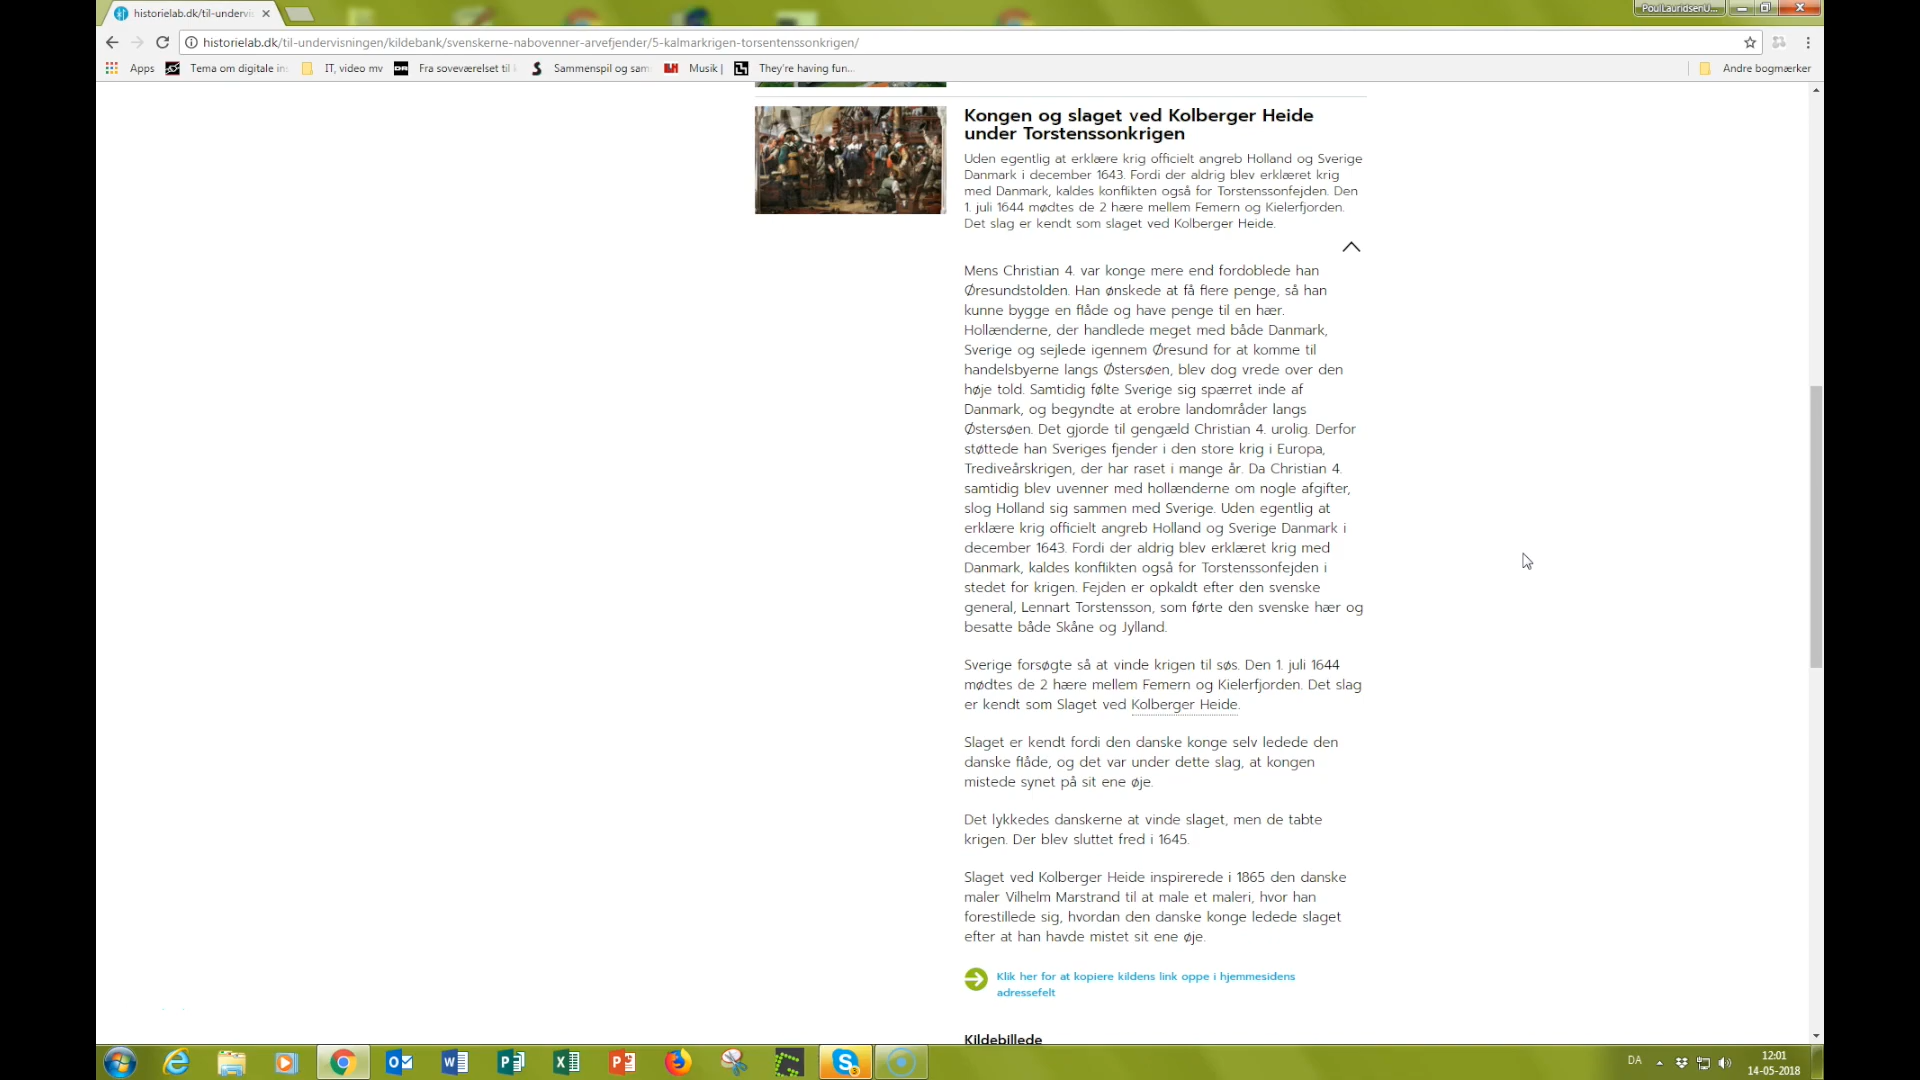 historielab.dk/til-undervi
PoulLauridsenU...
historielab.dk/til-undervisningen/kildebank/svenskerne-nabovenner-arvefjender/5-kalmarkrigen-torsentenssonkrigen/
Apps Tema om digitale in IT, video mv Fra soveværelset til Sammenspil og sam Musik | They're having fun... Andre bogmærker
Kongen og slaget ved Kolberger Heide
under Torstenssonkrigen
Uden egentlig at erklære krig officielt angreb Holland og Sverige
Danmark i december 1643. Fordi der aldrig blev erklæret krig
med Danmark, kaldes konflikten også for Torstenssonfejden. Den
1. juli 1644 mødtes de 2 hære mellem Femern og Kielerfjorden.
Det slag er kendt som slaget ved Kolberger Heide.
Mens Christian 4. var konge mere end fordoblede han
Øresundstolden. Han ønskede at få flere penge, så han
kunne bygge en flåde og have penge til en hær.
Hollænderne, der handlede meget med både Danmark,
Sverige og sejlede igennem Øresund for at komme til
handelsbyerne langs Østersøen, blev dog vrede over den
høje told. Samtidig følte Sverige sig spærret inde af
Danmark, og begyndte at erobre landområder langs
Østersøen. Det gjorde til gengæld Christian 4. urolig. Derfor
støttede han Sveriges fjender i den store krig i Europa,
Trediveårskrigen, der har raset i mange år. Da Christian 4.
samtidig blev uvenner med hollænderne om nogle afgifter,
slog Holland sig sammen med Sverige. Uden egentlig at
erklære krig officielt angreb Holland og Sverige Danmark i
december 1643. Fordi der aldrig blev erklæret krig med
Danmark, kaldes konflikten også for Torstenssonfejden i
stedet for krigen. Fejden er opkaldt efter den svenske
general, Lennart Torstensson, som førte den svenske hær og
besatte både Skåne og Jylland.
Sverige forsøgte så at vinde krigen til søs. Den 1. juli 1644
mødtes de 2 hære mellem Femern og Kielerfjorden. Det slag
er kendt som Slaget ved Kolberger Heide.
Slaget er kendt fordi den danske konge selv ledede den
danske flåde, og det var under dette slag, at kongen
mistede synet på sit ene øje.
Det lykkedes danskerne at vinde slaget, men de tabte
krigen. Der blev sluttet fred i 1645.
Slaget ved Kolberger Heide inspirerede i 1865 den danske
maler Vilhelm Marstrand til at male et maleri, hvor han
forestillede sig, hvordan den danske konge ledede slaget
efter at han havde mistet sit ene øje.
Klik her for at kopiere kildens link oppe i hjemmesidens
adressefelt
Kildebillede
DA
12:01
14-05-2018